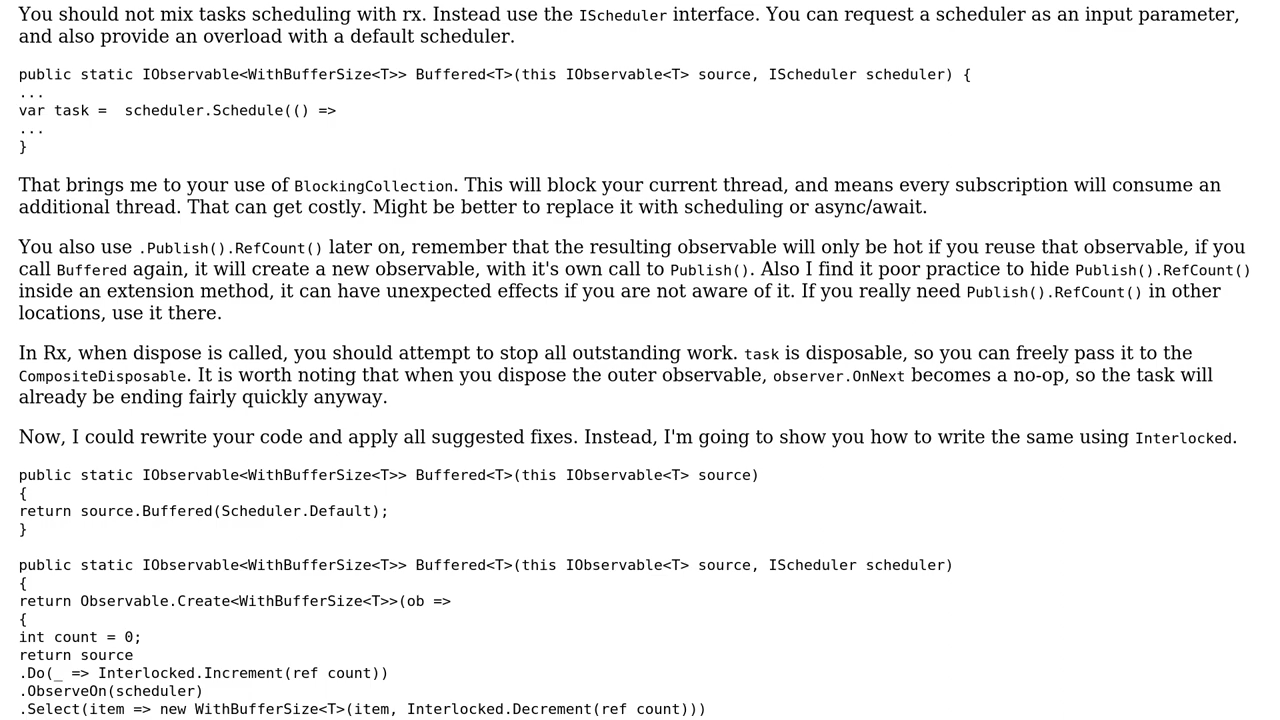 You should not mix tasks scheduling with rx. Instead use the IScheduler interface. You can request a scheduler as an input parameter,
and also provide an overload with a default scheduler.
public static IObservable<WithBufferSize<T>> Buffered<T>(this IObservable<T> source, IScheduler scheduler) {
...
var task =  scheduler.Schedule(() =>
...
}
That brings me to your use of BlockingCollection. This will block your current thread, and means every subscription will consume an
additional thread. That can get costly. Might be better to replace it with scheduling or async/await.
You also use .Publish().RefCount() later on, remember that the resulting observable will only be hot if you reuse that observable, if you
call Buffered again, it will create a new observable, with it's own call to Publish(). Also I find it poor practice to hide Publish().RefCount()
inside an extension method, it can have unexpected effects if you are not aware of it. If you really need Publish().RefCount() in other
locations, use it there.
In Rx, when dispose is called, you should attempt to stop all outstanding work. task is disposable, so you can freely pass it to the
CompositeDisposable. It is worth noting that when you dispose the outer observable, observer.OnNext becomes a no-op, so the task will
already be ending fairly quickly anyway.
Now, I could rewrite your code and apply all suggested fixes. Instead, I'm going to show you how to write the same using Interlocked.
public static IObservable<WithBufferSize<T>> Buffered<T>(this IObservable<T> source)
{
return source.Buffered(Scheduler.Default);
}
public static IObservable<WithBufferSize<T>> Buffered<T>(this IObservable<T> source, IScheduler scheduler)
{
return Observable.Create<WithBufferSize<T>>(ob =>
{
int count = 0;
return source
.Do(_ => Interlocked.Increment(ref count))
.ObserveOn(scheduler)
.Select(item => new WithBufferSize<T>(item, Interlocked.Decrement(ref count)))